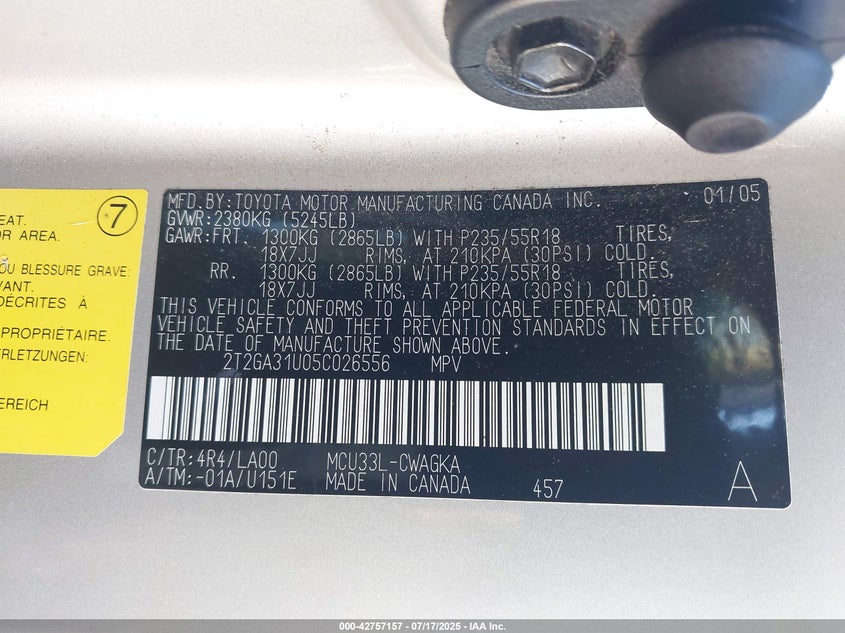 7
EAT.
OR AREA.
OU BLESSURE GRAVE:
VANT.
DÉCRITES À
PROPRIÉTAIRE.
ERLETZUNGEN:
BEREICH
MFD.BY:TOYOTA MOTOR MANUFACTURING CANADA INC. 01/05
GVWR:2380KG (5245LB)
GAWR:FRT. 1300KG (2865LB) WITH P235/55R18 TIRES,
18X7JJ RIMS, AT 210KPA (30PSI) COLD.
RR. 1300KG (2865LB) WITH P235/55R18 TIRES,
18X7JJ RIMS, AT 210KPA (30PSI) COLD.
THIS VEHICLE CONFORMS TO ALL APPLICABLE FEDERAL MOTOR
VEHICLE SAFETY AND THEFT PREVENTION STANDARDS IN EFFECT ON
THE DATE OF MANUFACTURE SHOWN ABOVE.
2T2GA31U05C026556 MPV
C/TR:4R4/LA00 MCU33L-CWAGKA
A/TM:-01A/U151E MADE IN CANADA 457 A
000-42757157 - 07/17/2025 - IAA Inc.